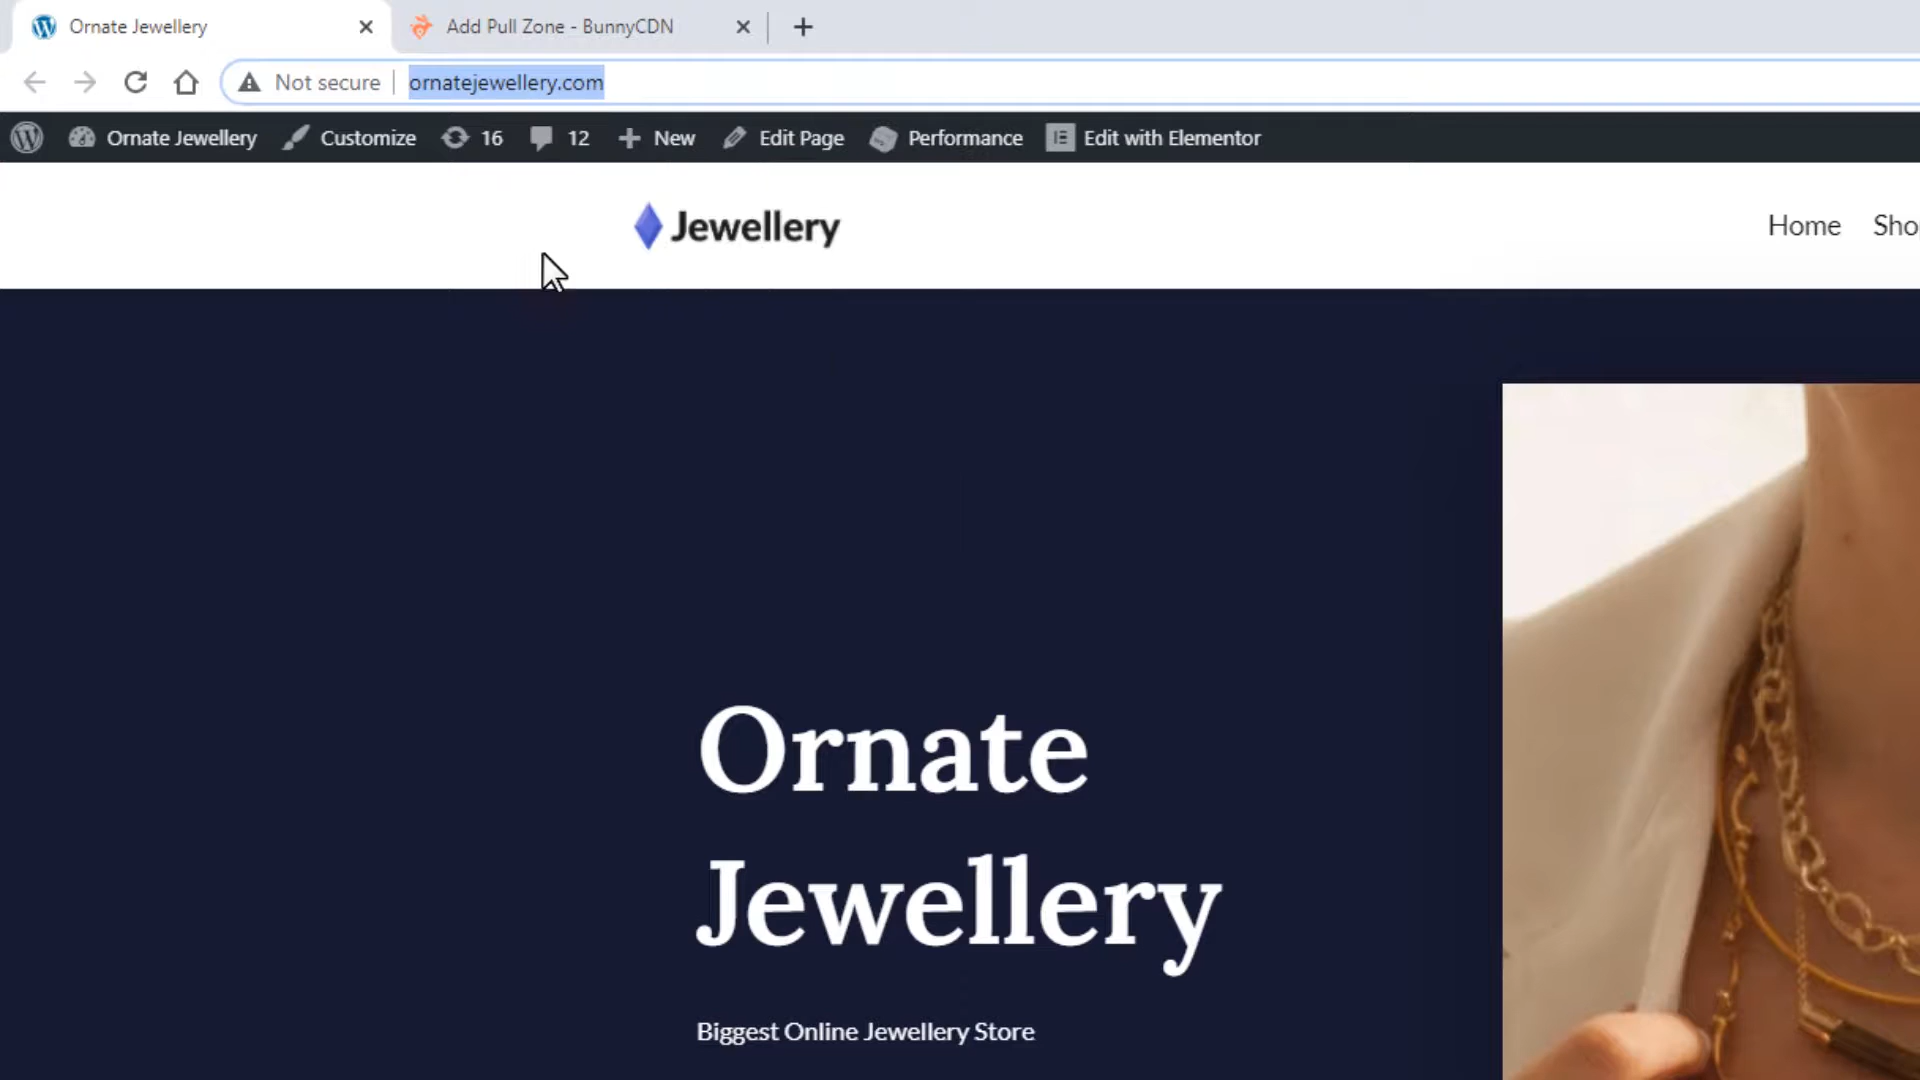 Ornate Jewellery
Add Pull Zone - BunnyCDN
Not secure
ornatejewellery.com
Ornate Jewellery
Customize
16
12
New
Edit Page
Performance
Edit with Elementor
Jewellery
Home
Sho
Ornate
Jewellery
Biggest Online Jewellery Store